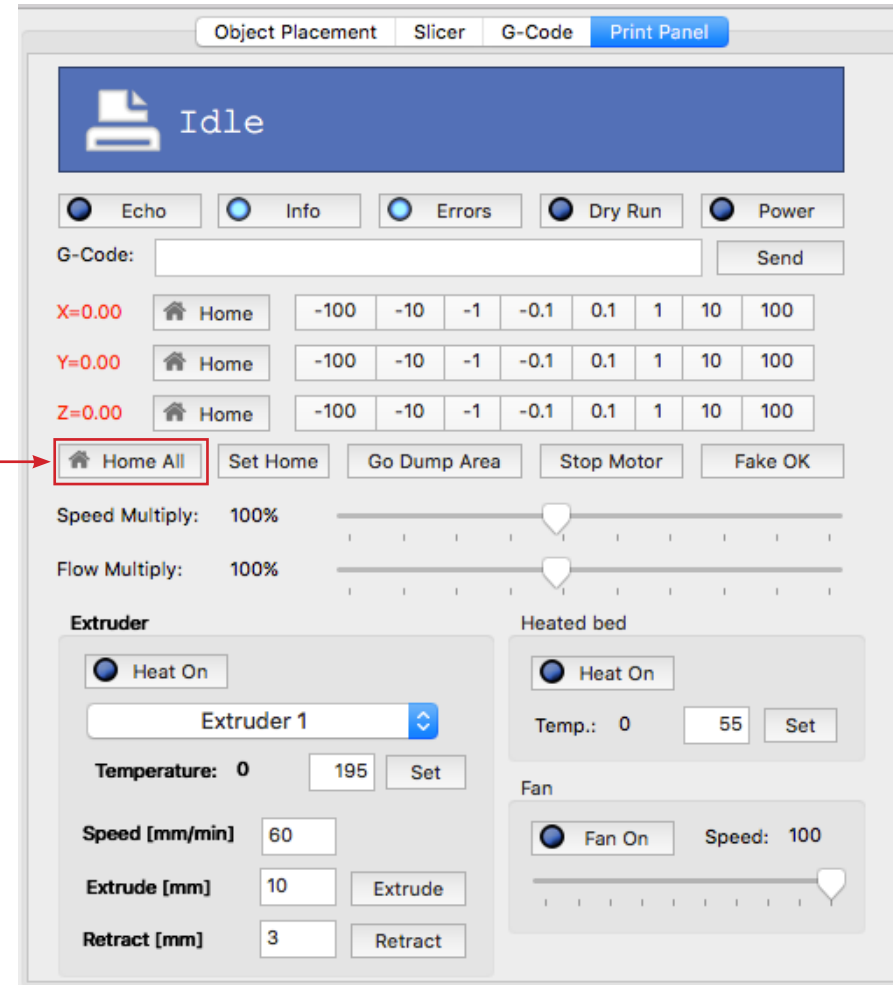 Object Placement Slicer G-Code Print Panel
Idle
Echo Info Errors Dry Run Power
G-Code: Send
X=0.00 Home -100 -10 -1 -0.1 0.1 1 10 100
Y=0.00 Home -100 -10 -1 -0.1 0.1 1 10 100
Z=0.00 Home -100 -10 -1 -0.1 0.1 1 10 100
Home All Set Home Go Dump Area Stop Motor Fake OK
Speed Multiply: 100%
Flow Multiply: 100%
Extruder
Heat On
Extruder 1
Temperature: 0 195 Set
Speed [mm/min] 60
Extrude [mm] 10 Extrude
Retract [mm] 3 Retract
Heated bed
Heat On
Temp.: 0 55 Set
Fan
Fan On Speed: 100